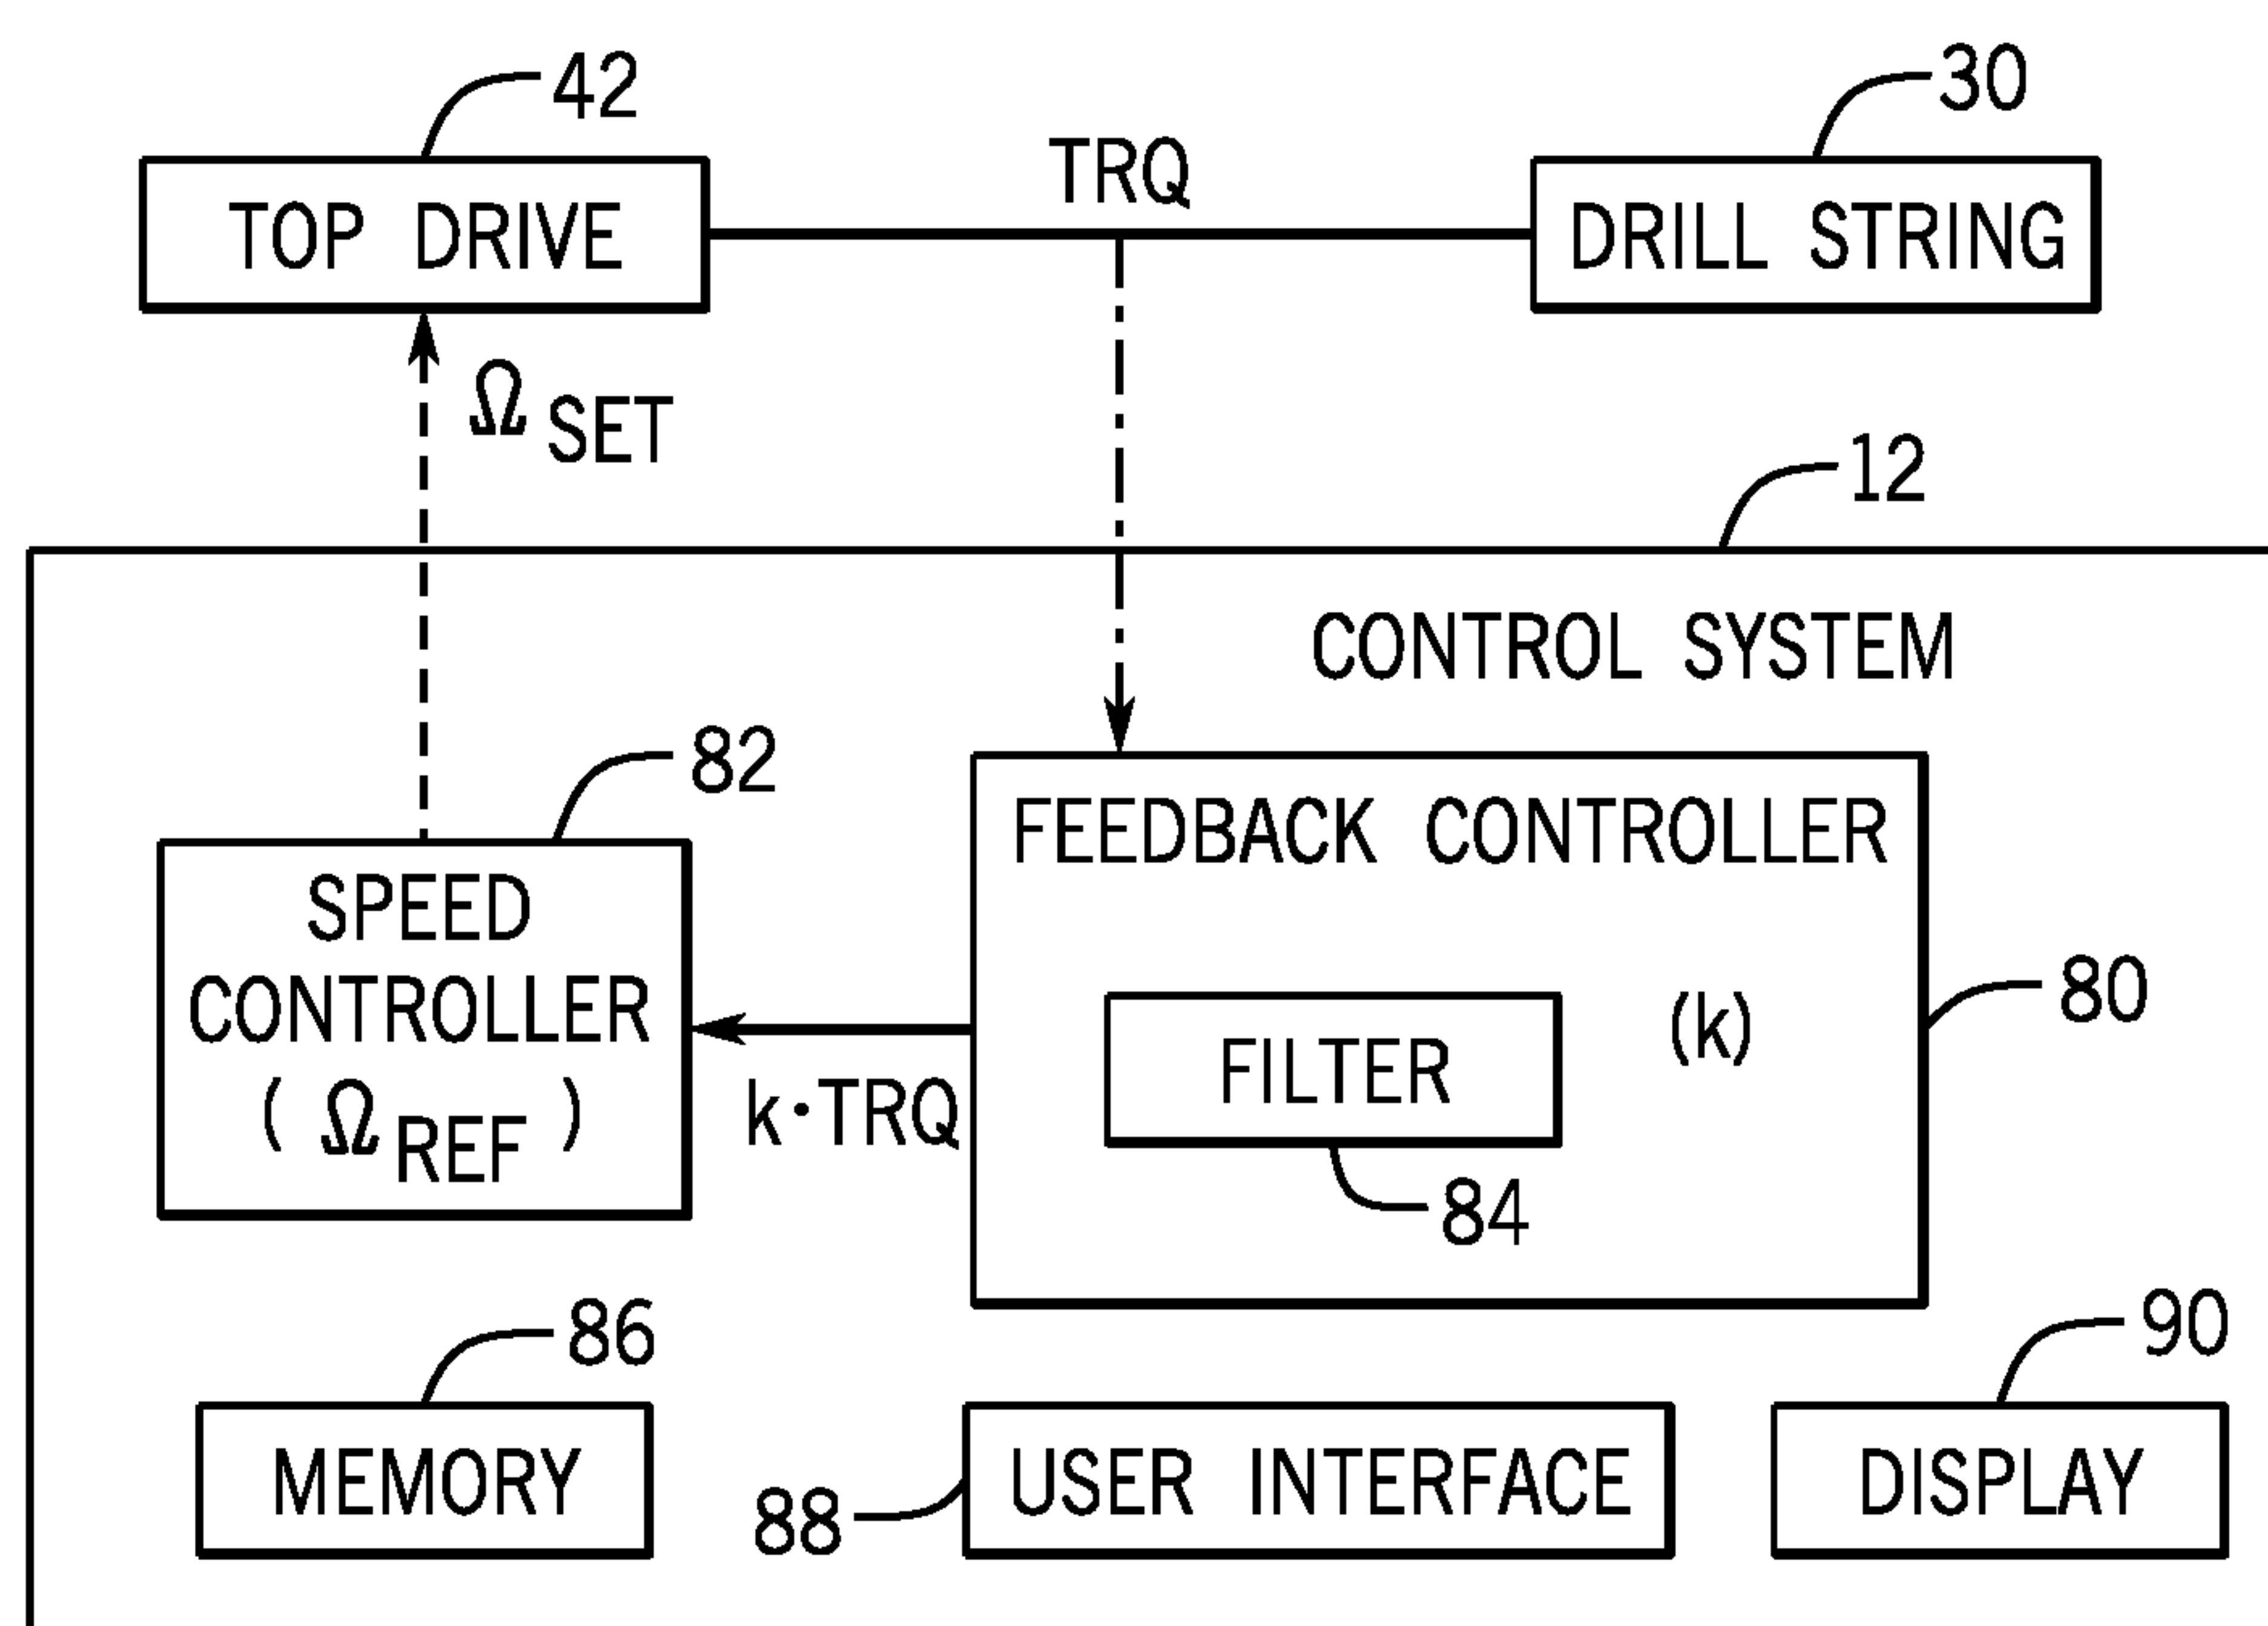 42
30
TRQ
TOP DRIVE
DRILL STRING
Ω SET
12
CONTROL SYSTEM
82
FEEDBACK CONTROLLER
SPEED
CONTROLLER
( Ω REF )
80
FILTER
(k)
k·TRQ
84
86
90
MEMORY
USER INTERFACE
DISPLAY
88